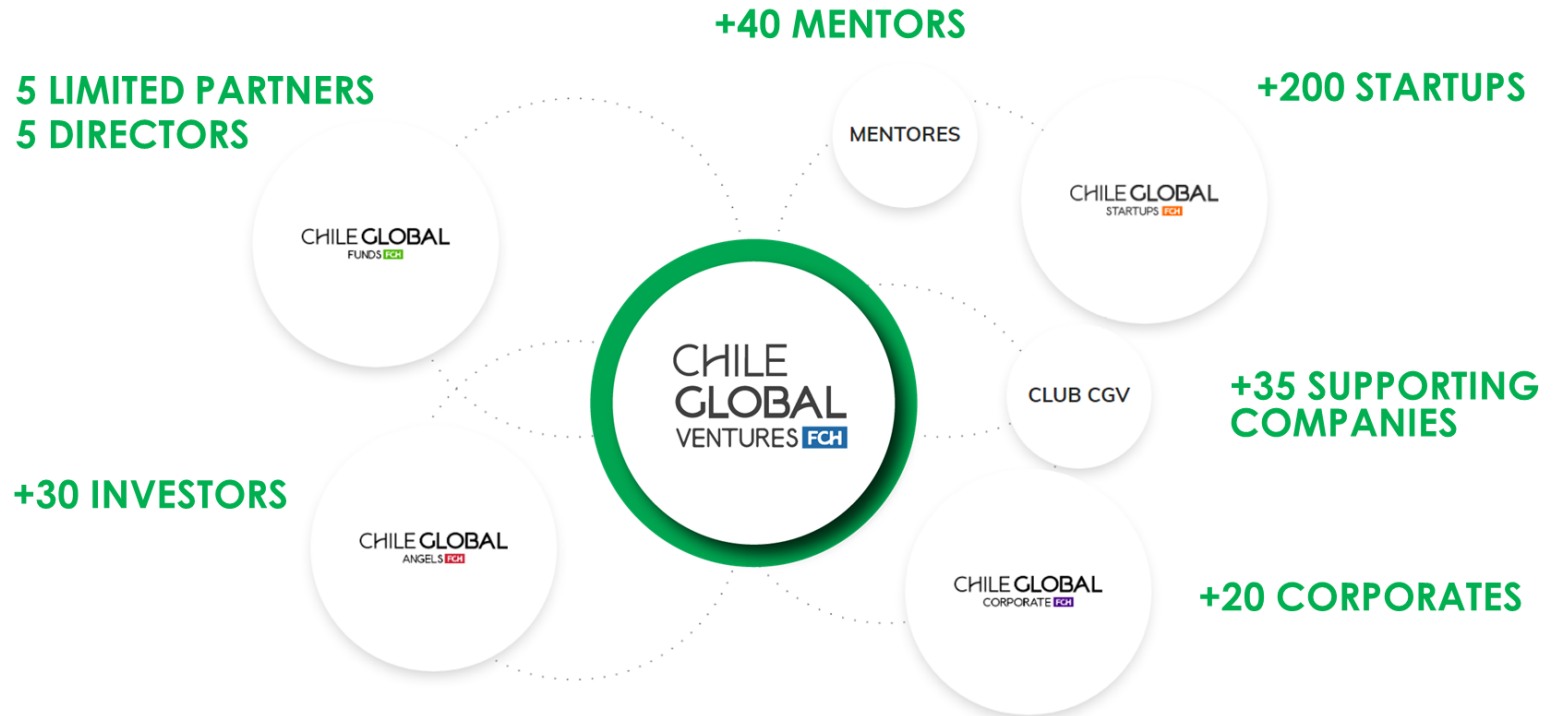 +40 MENTORS
5 LIMITED PARTNERS
5 DIRECTORS
+200 STARTUPS
MENTORES
CHILE GLOBAL
STARTUPS FCH
CHILE GLOBAL
FUNDS FCH
CHILE
GLOBAL
VENTURES FCH
CLUB CGV
+35 SUPPORTING
COMPANIES
+30 INVESTORS
CHILE GLOBAL
ANGELS FCH
CHILE GLOBAL
CORPORATE FCH
+20 CORPORATES